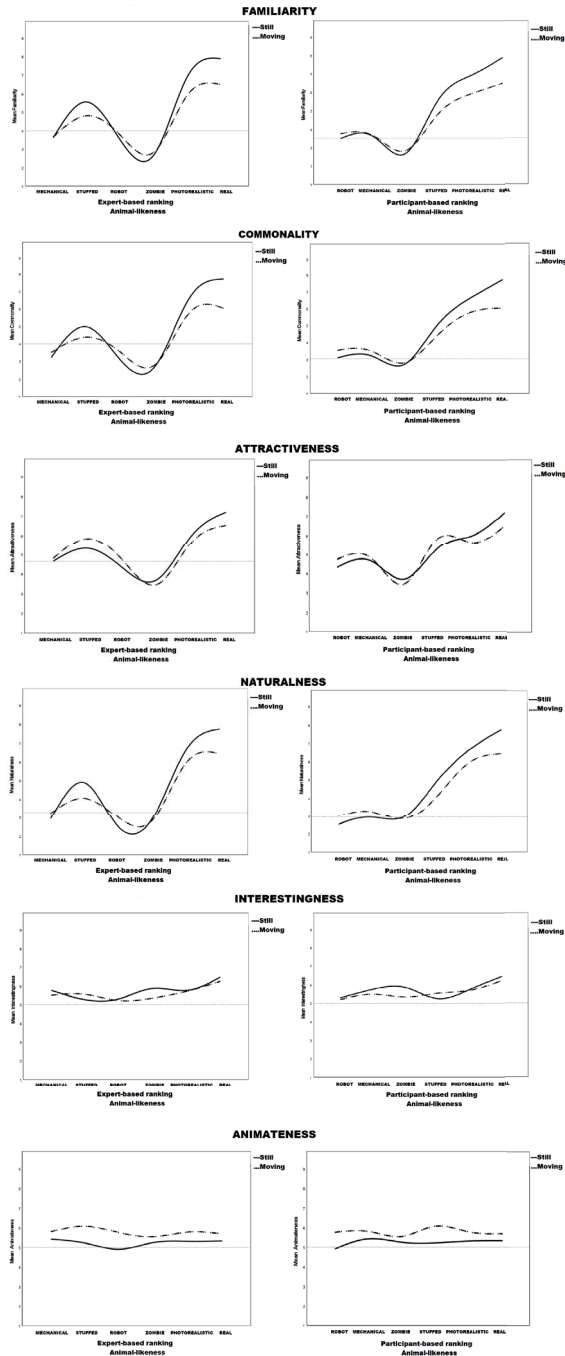 FAMILIARITY
Still
Moving
Mean Familiarity
MECHANICAL STUFFED ROBOT ZOMBIE PHOTOREALISTIC REAL
Expert-based ranking
Animal-likeness
Still
Moving
Mean Familiarity
ROBOT MECHANICAL ZOMBIE STUFFED PHOTOREALISTIC REAL
Participant-based ranking
Animal-likeness
COMMONALITY
Still
Moving
Mean Commonality
MECHANICAL STUFFED ROBOT ZOMBIE PHOTOREALISTIC REAL
Expert-based ranking
Animal-likeness
Still
Moving
Mean Commonality
ROBOT MECHANICAL ZOMBIE STUFFED PHOTOREALISTIC REA
Participant-based ranking
Animal-likeness
ATTRACTIVENESS
Still
Moving
Mean Attractiveness
MECHANICAL STUFFED ROBOT ZOMBIE PHOTOREALISTIC REAL
Expert-based ranking
Animal-likeness
Still
Moving
Mean Attractiveness
ROBOT MECHANICAL ZOMBIE STUFFED PHOTOREALISTIC REAL
Participant-based ranking
Animal-likeness
NATURALNESS
Still
Moving
Mean Naturalness
MECHANICAL STUFFED ROBOT ZOMBIE PHOTOREALISTIC REAL
Expert-based ranking
Animal-likeness
Still
Moving
Mean Naturalness
ROBOT MECHANICAL ZOMBIE STUFFED PHOTOREALISTIC REAL
Participant-based ranking
Animal-likeness
INTERESTINGNESS
Still
Moving
Mean Interestingness
MECHANICAL STUFFED ROBOT ZOMBIE PHOTOREALISTIC REAL
Expert-based ranking
Animal-likeness
Still
Moving
Mean Interestingness
ROBOT MECHANICAL ZOMBIE STUFFED PHOTOREALISTIC REAL
Participant-based ranking
Animal-likeness
ANIMATENESS
Still
Moving
Mean Animateness
MECHANICAL STUFFED ROBOT ZOMBIE PHOTOREALISTIC REAL
Expert-based ranking
Animal-likeness
Still
Moving
Mean Animateness
ROBOT MECHANICAL ZOMBIE STUFFED PHOTOREALISTIC REAL
Participant-based ranking
Animal-likeness